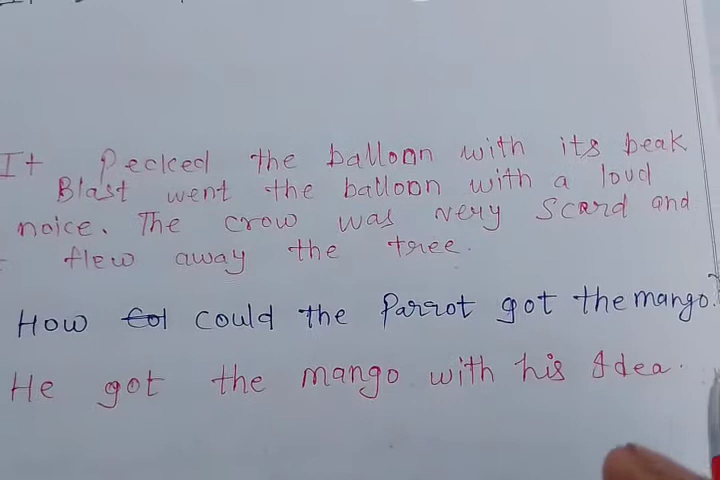 It Pecked the balloon with its beak
Blast went the balloon with a loud
noice. The crow was very scard and
flew away the tree.
How could the Parrot got the mango?
He got the mango with his Idea.